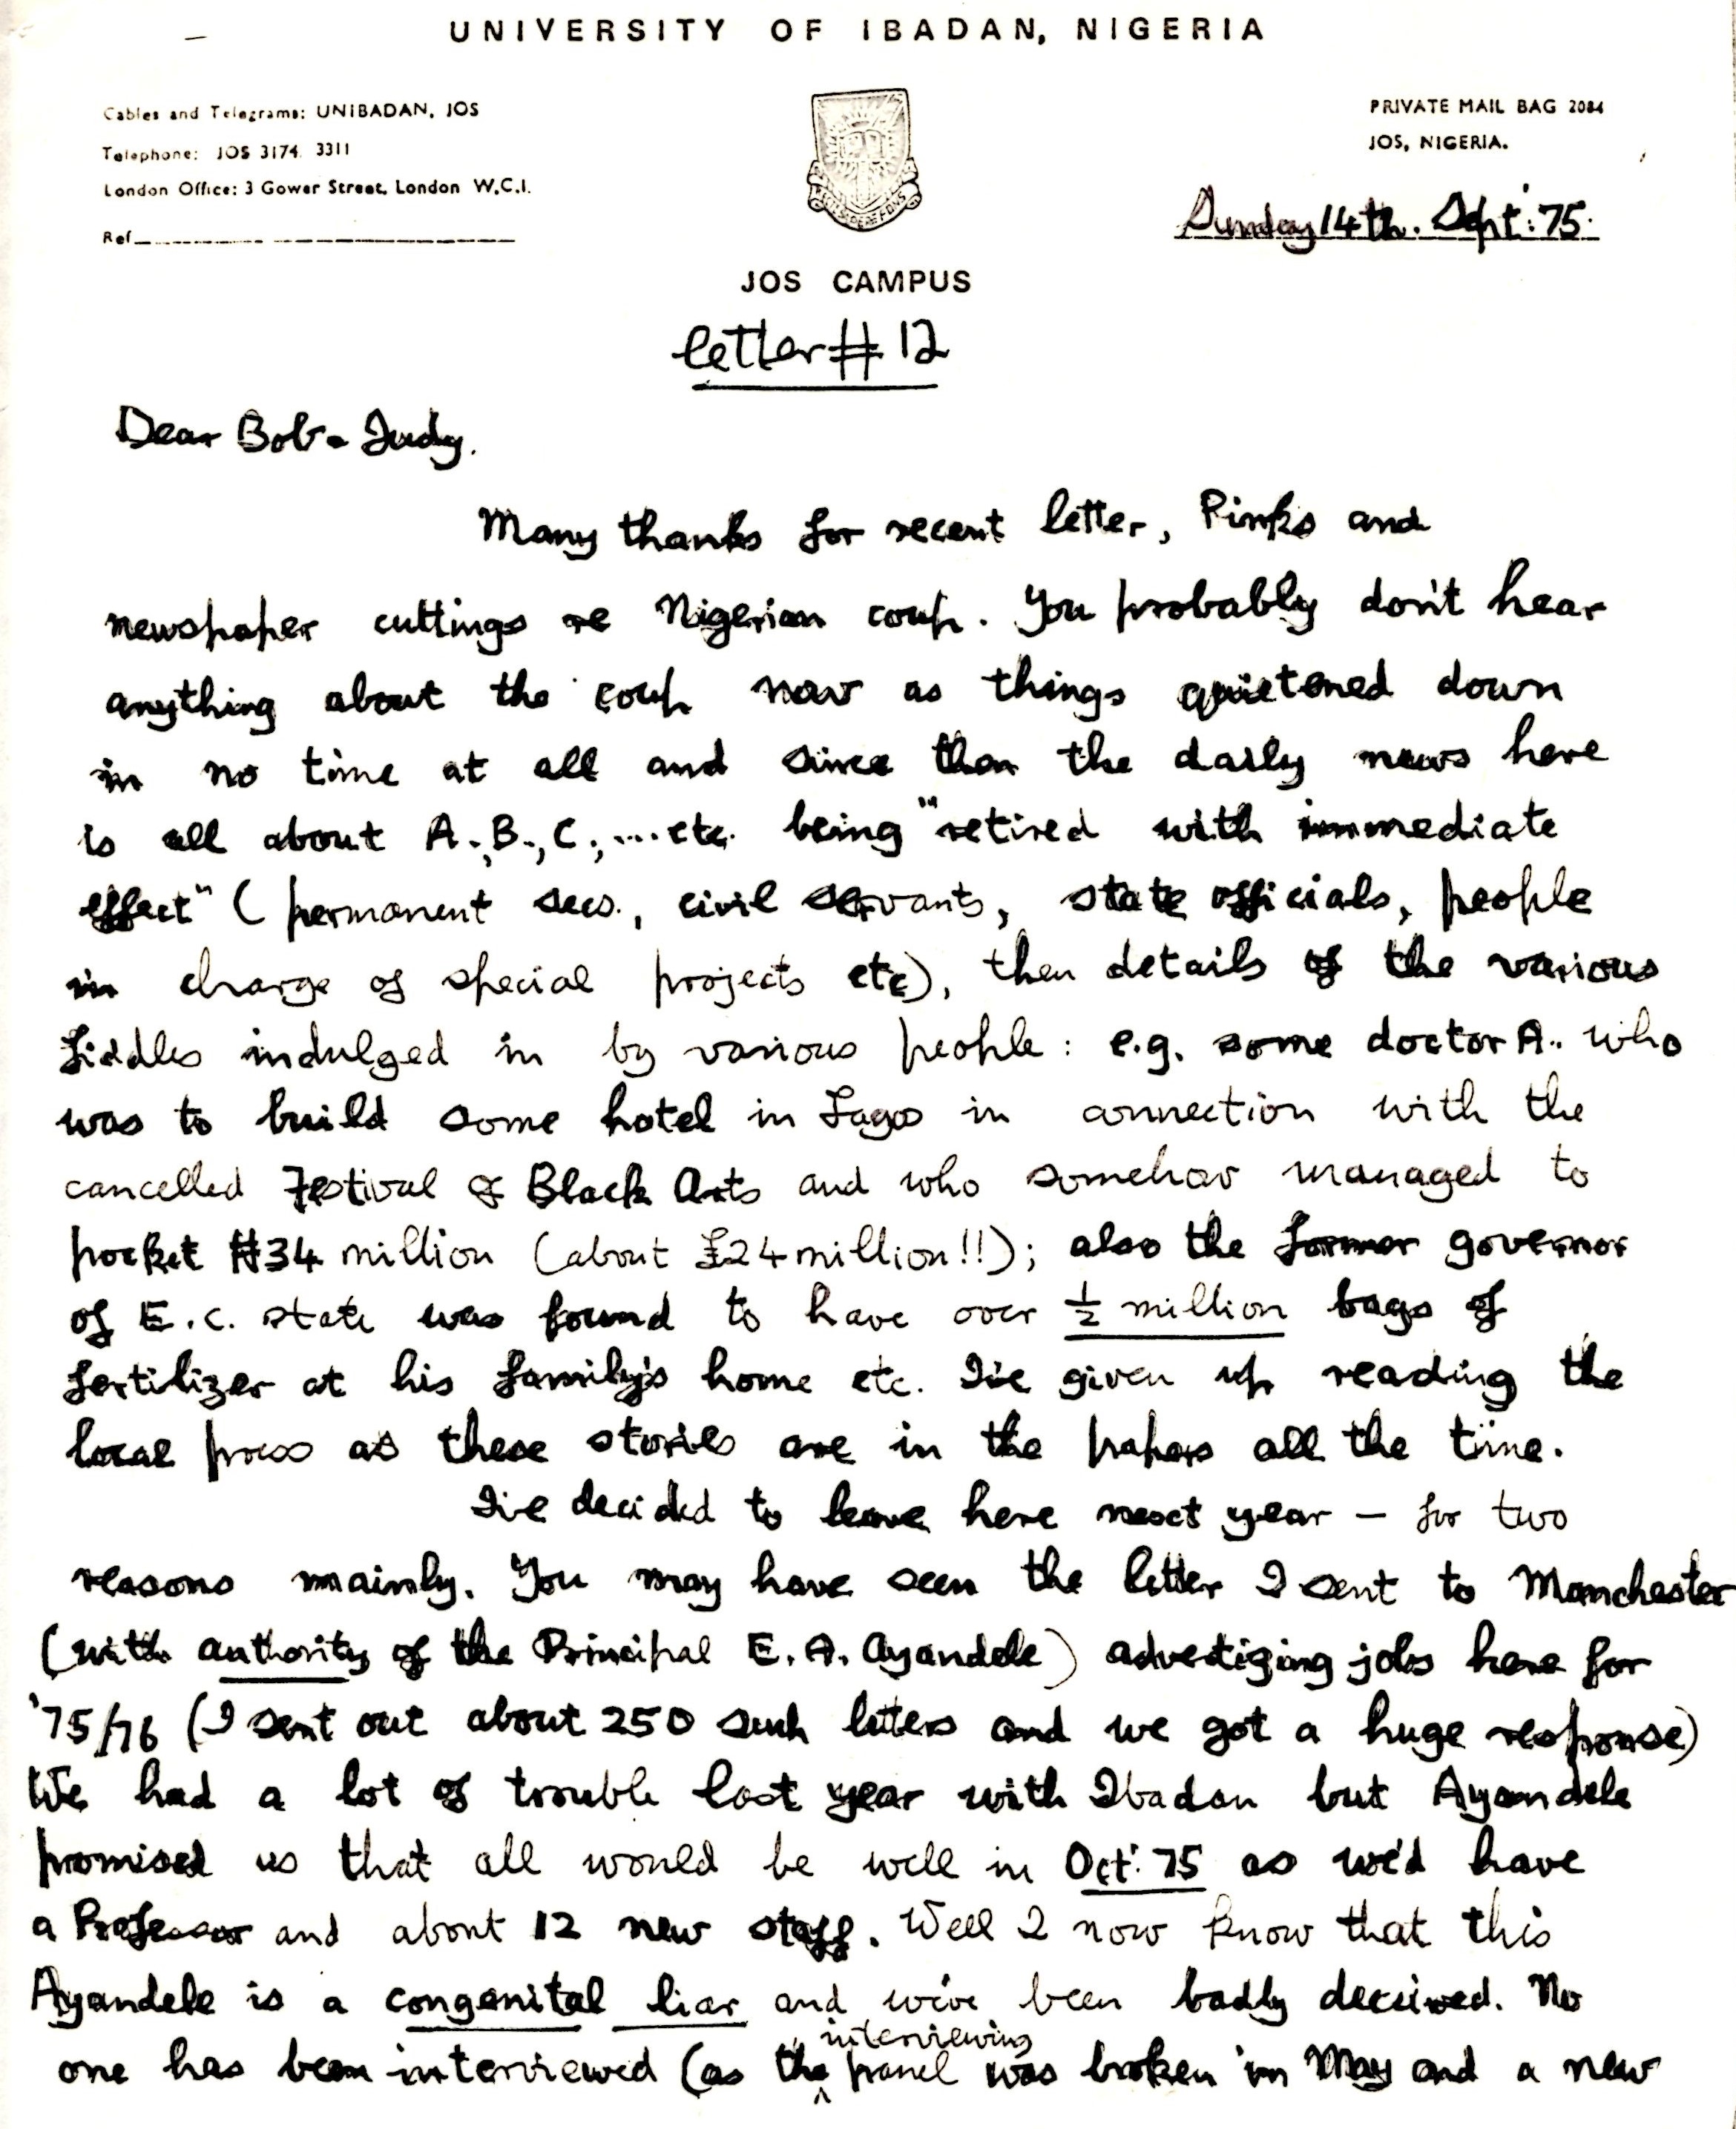 UNIVERSITY OF IBADAN, NIGERIA
Cables and Telegrams: UNIBADAN, JOS
Telephone: JOS 3174 3311
London Office: 3 Gower Street, London W.C.I.
Ref
PRIVATE MAIL BAG 2084
JOS, NIGERIA.
Sunday 14th. Sept: 75.
JOS CAMPUS
letter # 12
Dear Bob & Judy.
Many thanks for recent letter, Pinks and
newspaper cuttings re Nigerian coup. You probably don't hear
anything about the coup now as things quietened down
in no time at all and since then the daily news here
is all about A., B., C., .... etc. being "retired with immediate
effect" (permanent secs., civil servants, state officials, people
in charge of special projects etc), then details of the various
fiddles indulged in by various people: e.g. some doctor A. who
was to build some hotel in Lagos in connection with the
cancelled Festival of Black Arts and who somehow managed to
pocket ₦34 million (about £24 million!!); also the former governor
of E.C. state was found to have over ½ million bags of
fertilizer at his family's home etc. I've given up reading the
local press as these stories are in the papers all the time.
I've decided to leave here next year — for two
reasons mainly. You may have seen the letter I sent to Manchester
(with authority of the Principal E. A. Ayandele) advertizing jobs here for
'75/76 (I sent out about 250 such letters and we got a huge response)
We had a lot of trouble last year with Ibadan but Ayandele
promised us that all would be well in Oct'. 75 as we'd have
a Professor and about 12 new staff. Well I now know that this
Ayandele is a congenital liar and we've been badly deceived. No
one has been interviewed (as the interviewing panel was broken in May and a new